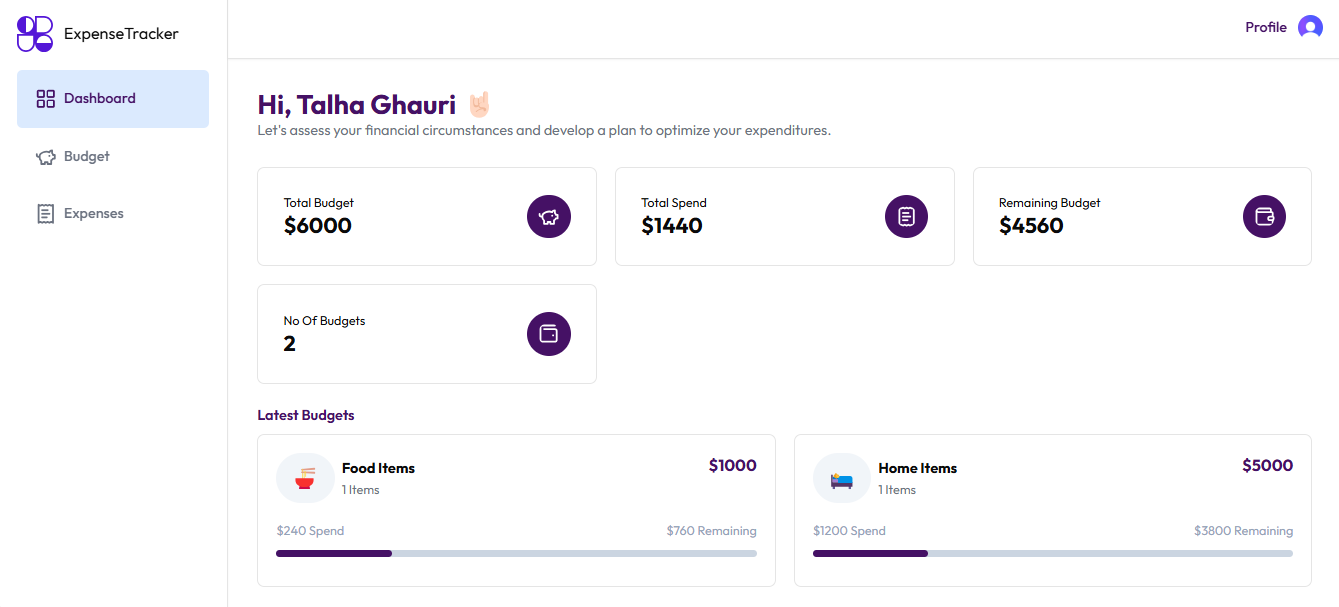 ExpenseTracker
Profile
Dashboard
Budget
Expenses
Hi, Talha Ghauri 🤘🏻
Let's assess your financial circumstances and develop a plan to optimize your expenditures.
Total Budget
$6000
Total Spend
$1440
Remaining Budget
$4560
No Of Budgets
2
Latest Budgets
Food Items
$1000
1 Items
$240 Spend
$760 Remaining
Home Items
$5000
1 Items
$1200 Spend
$3800 Remaining